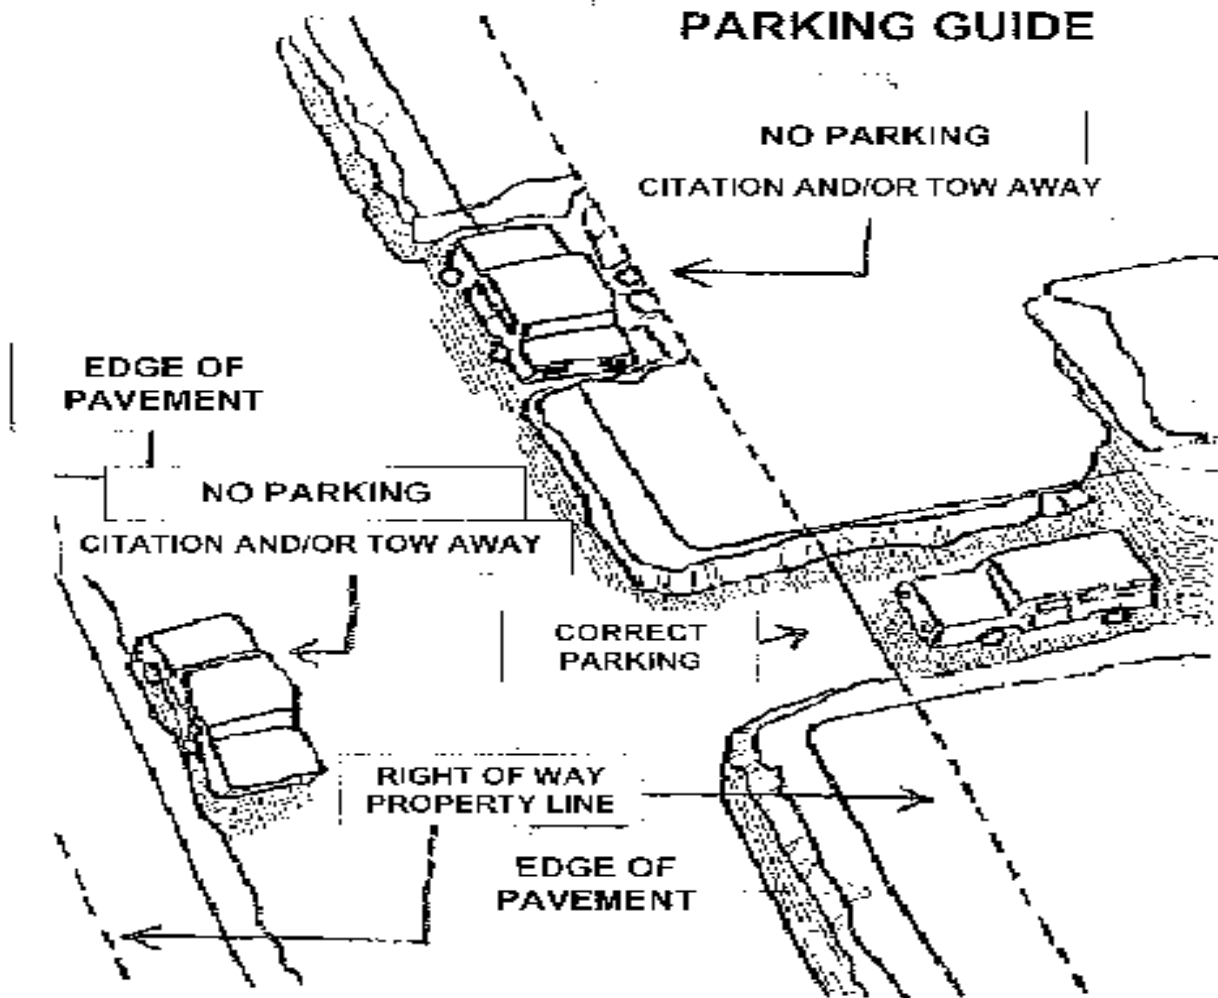 PARKING GUIDE
NO PARKING
CITATION AND/OR TOW AWAY
EDGE OF
PAVEMENT
NO PARKING
CITATION AND/OR TOW AWAY
CORRECT
PARKING
RIGHT OF WAY
PROPERTY LINE
EDGE OF
PAVEMENT